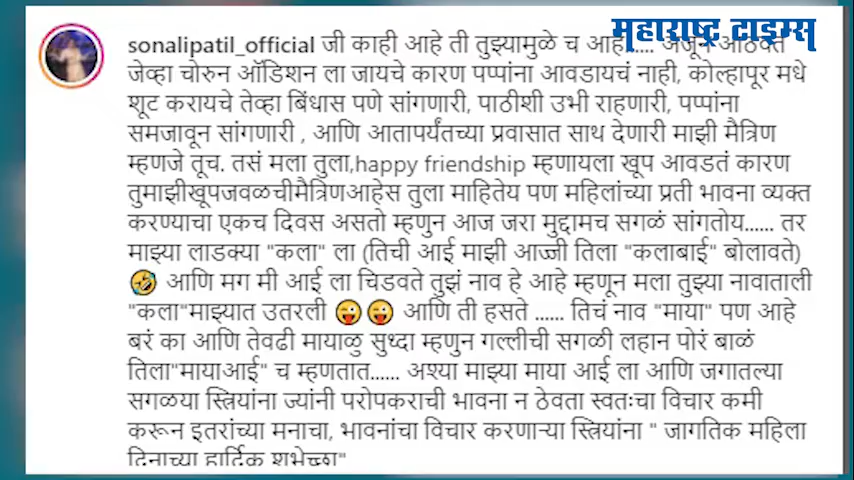 महाराष्ट्र टाइम्स
sonalipatil_official जी काही आहे ती तुझ्यामुळे च आहे..... अजून आठवतं
जेव्हा चोरुन ऑडिशन ला जायचे कारण पप्पांना आवडायचं नाही, कोल्हापूर मधे
शूट करायचे तेव्हा बिंधास पणे सांगणारी, पाठीशी उभी राहणारी, पप्पांना
समजावून सांगणारी , आणि आतापर्यंतच्या प्रवासात साथ देणारी माझी मैत्रिण
म्हणजे तूच. तसं मला तुला,happy friendship म्हणायला खूप आवडतं कारण
तुमाझीखूपजवळचीमैत्रिणआहेस तुला माहितेय पण महिलांच्या प्रती भावना व्यक्त
करण्याचा एकच दिवस असतो म्हणुन आज जरा मुद्दामच सगळं सांगतोय...... तर
माझ्या लाडक्या "कला" ला (तिची आई माझी आज्जी तिला "कलाबाई" बोलावते)
🤣 आणि मग मी आई ला चिडवते तुझं नाव हे आहे म्हणून मला तुझ्या नावाताली
"कला"माझ्यात उतरली 😜😜 आणि ती हसते ...... तिचं नाव "माया" पण आहे
बरं का आणि तेवढी मायाळु सुध्दा म्हणुन गल्लीची सगळी लहान पोरं बाळं
तिला"मायाआई" च म्हणतात...... अश्या माझ्या माया आई ला आणि जगातल्या
सगळया स्त्रियांना ज्यांनी परोपकराची भावना न ठेवता स्वतःचा विचार कमी
करून इतरांच्या मनाचा, भावनांचा विचार करणाऱ्या स्त्रियांना " जागतिक महिला
दिनाच्या हार्दिक शुभेच्छा"